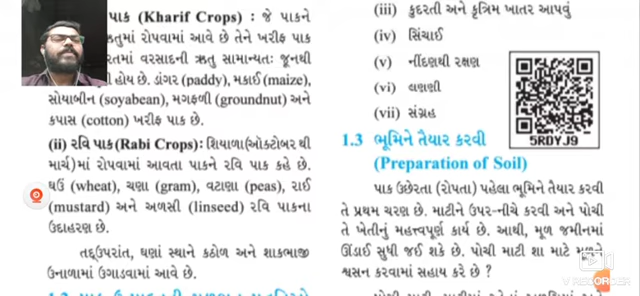 પાક (Kharif Crops) : જે પાકને
ઋતુમાં રોપવામાં આવે છે તેને ખરીફ પાક
વરસાદની ઋતુ સામાન્યતઃ જૂનથી
હોય છે. ડાંગર (paddy), મકાઈ (maize),
સોયાબીન (soyabean), મગફળી (groundnut) અને
કપાસ (cotton) ખરીફ પાક છે.
(ii) રવિ પાક (Rabi Crops) : શિયાળા (ઑક્ટોબર થી
માર્ચ)માં રોપવામાં આવતા પાકને રવિ પાક કહે છે.
ઘઉં (wheat), ચણા (gram), વટાણા (peas), રાઈ
(mustard) અને અળસી (linseed) રવિ પાકના
ઉદાહરણ છે.
તદ્ઉપરાંત, ઘણાં સ્થાને કઠોળ અને શાકભાજી
ઉનાળામાં ઉગાડવામાં આવે છે.
(iii) કુદરતી અને કૃત્રિમ ખાતર આપવું
(iv) સિંચાઈ
(v) નીંદણથી રક્ષણ
(vi) લણણી
(vii) સંગ્રહ
5RDYJ9
1.3 ભૂમિને તૈયાર કરવી
(Preparation of Soil)
પાક ઉછેરતા (રોપતા) પહેલા ભૂમિને તૈયાર કરવી
તે પ્રથમ ચરણ છે. માટીને ઉપર-નીચે કરવી અને પોચી
તે ખેતીનું મહત્ત્વપૂર્ણ કાર્ય છે. આથી, મૂળ જમીનમાં
ઊંડાઈ સુધી જઈ શકે છે. પોચી માટી શા માટે મૂળને
શ્વસન કરવામાં સહાય કરે છે ?
V RECORDER